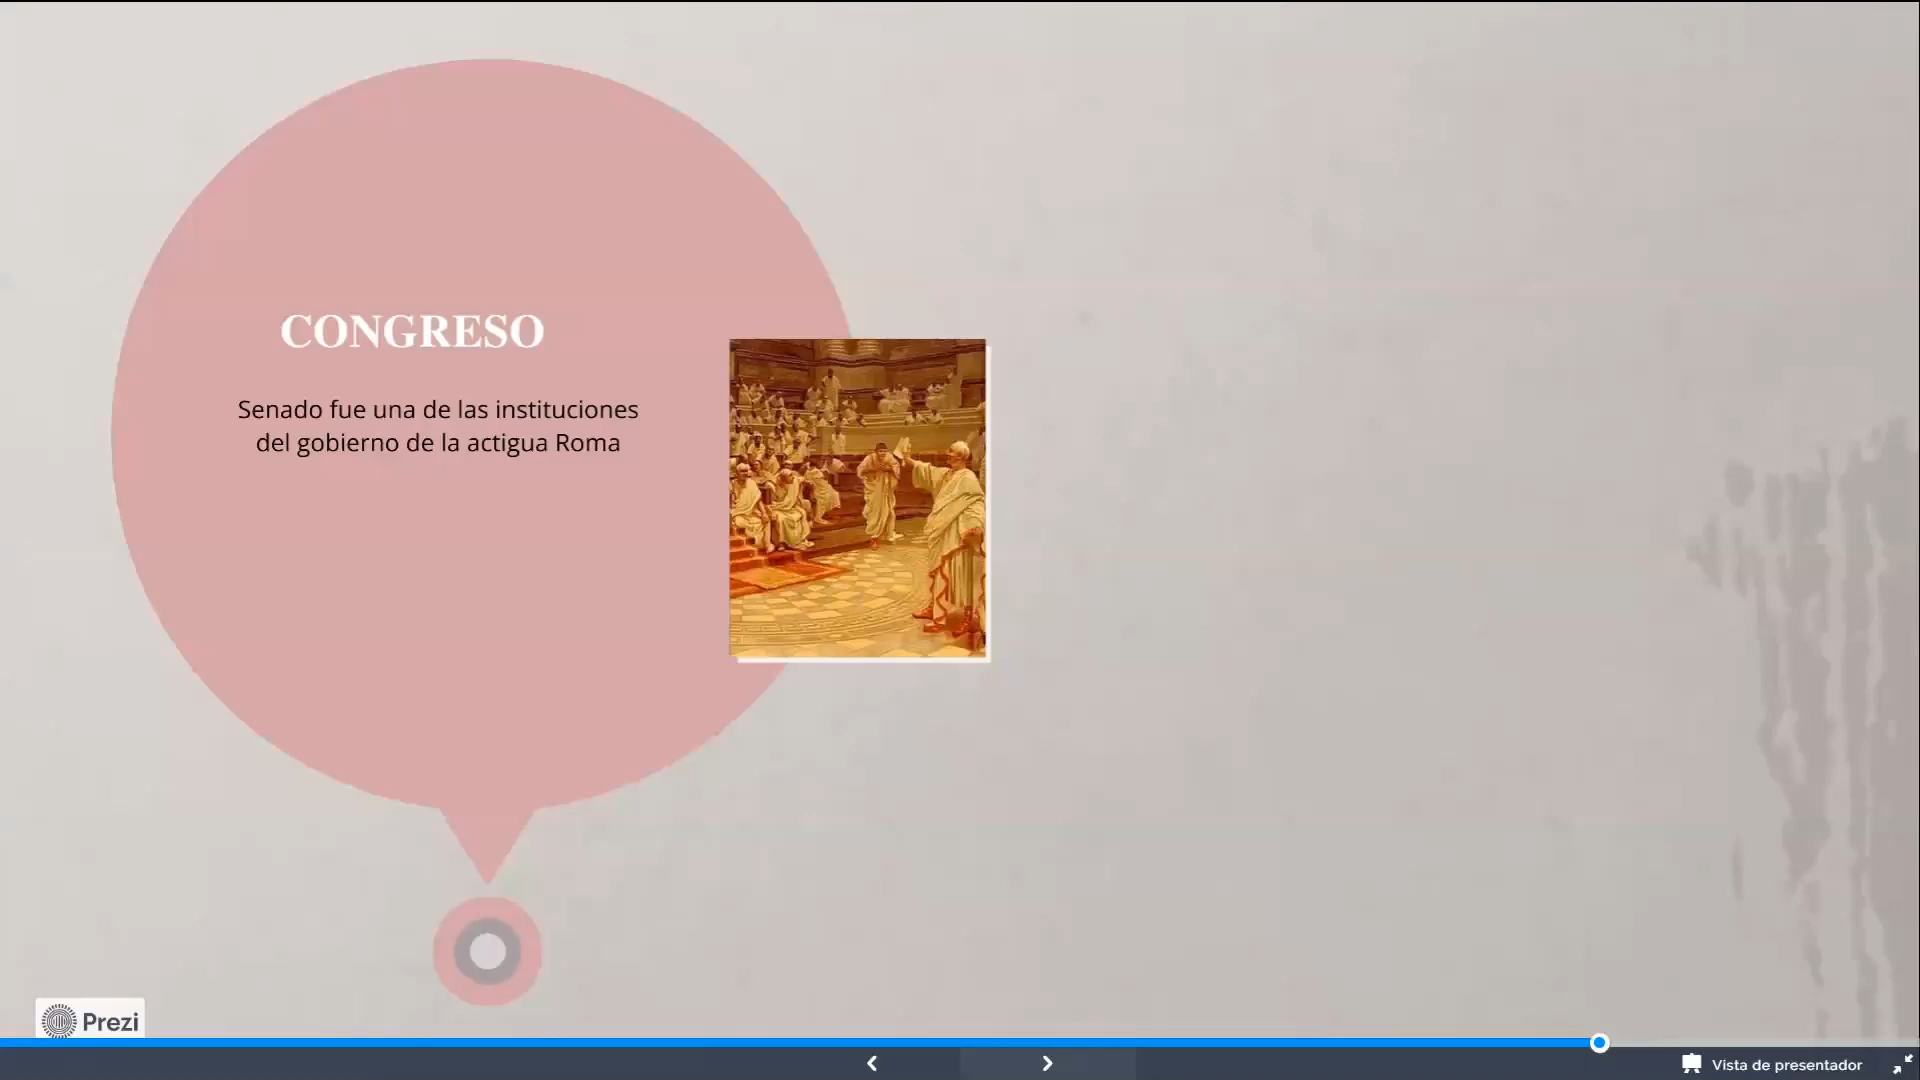 CONGRESO
Senado fue una de las instituciones
del gobierno de la actigua Roma
Prezi
Vista de presentador